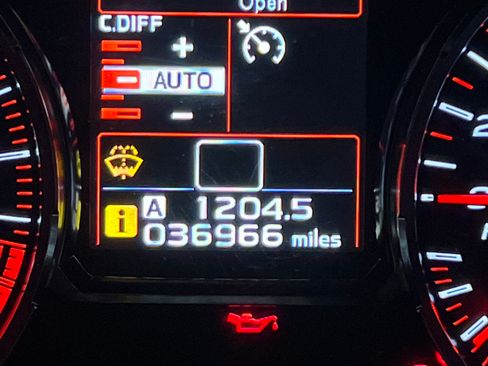 Open
C.DIFF
+
AUTO
-
i A 1204.5
036966 miles